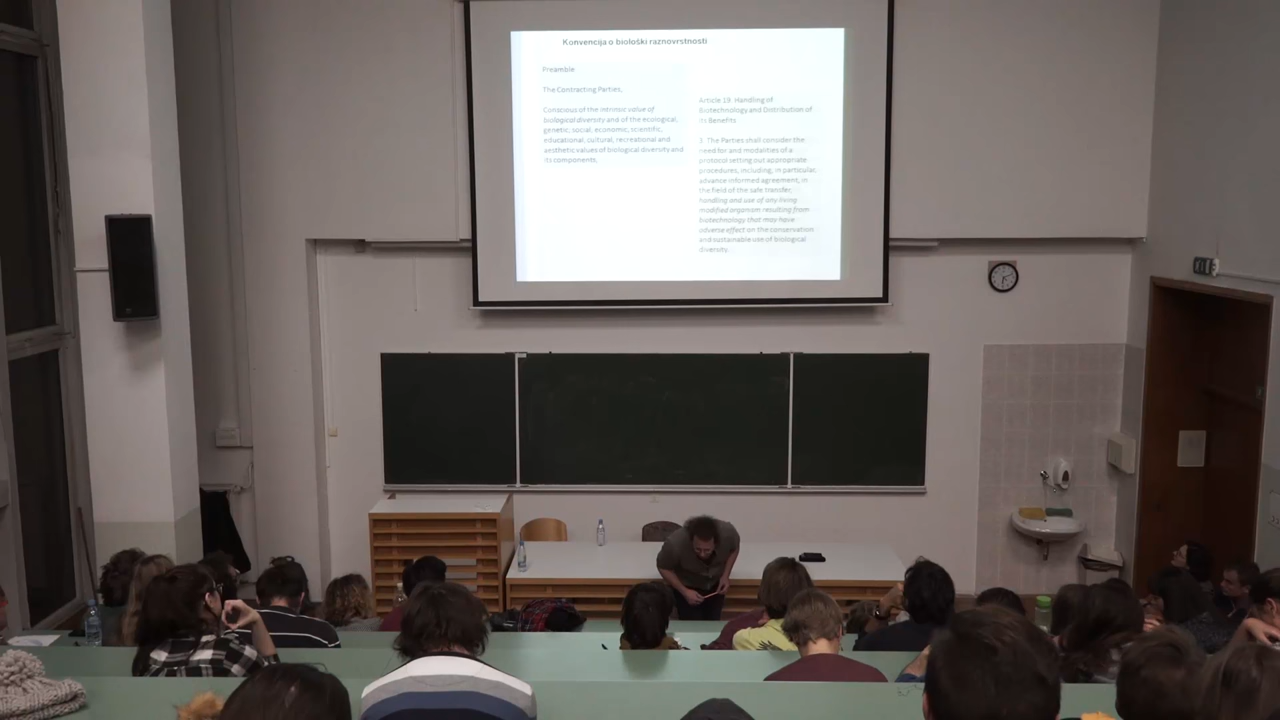 Konvencija o biološki raznovrstnosti
Preamble
The Contracting Parties,
Conscious of the intrinsic value of
biological diversity and of the ecological,
genetic, social, economic, scientific,
educational, cultural, recreational and
aesthetic values of biological diversity and
its components,
Article 19. Handling of
Biotechnology and Distribution of
its Benefits
3. The Parties shall consider the
need for and modalities of a
protocol setting out appropriate
procedures, including, in particular,
advance informed agreement, in
the field of the safe transfer,
handling and use of any living
modified organism resulting from
biotechnology that may have
adverse effect on the conservation
and sustainable use of biological
diversity.